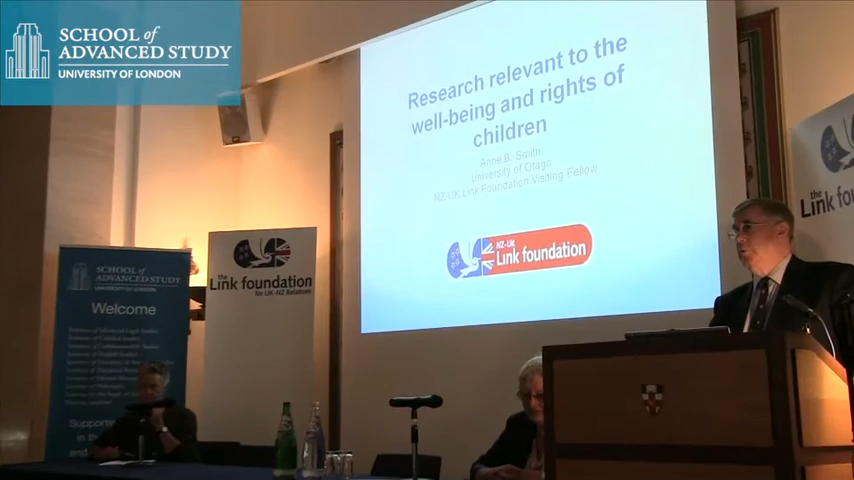 SCHOOL of
ADVANCED STUDY
UNIVERSITY OF LONDON
Research relevant to the
well-being and rights of
children
Anne B. Smith
University of Otago
NZ-UK Link Foundation Visiting Fellow
NZ-UK
Link foundation
the
Link foundation
for UK-NZ Relations
the
Link fou
SCHOOL of
ADVANCED STUDY
UNIVERSITY OF LONDON
Welcome